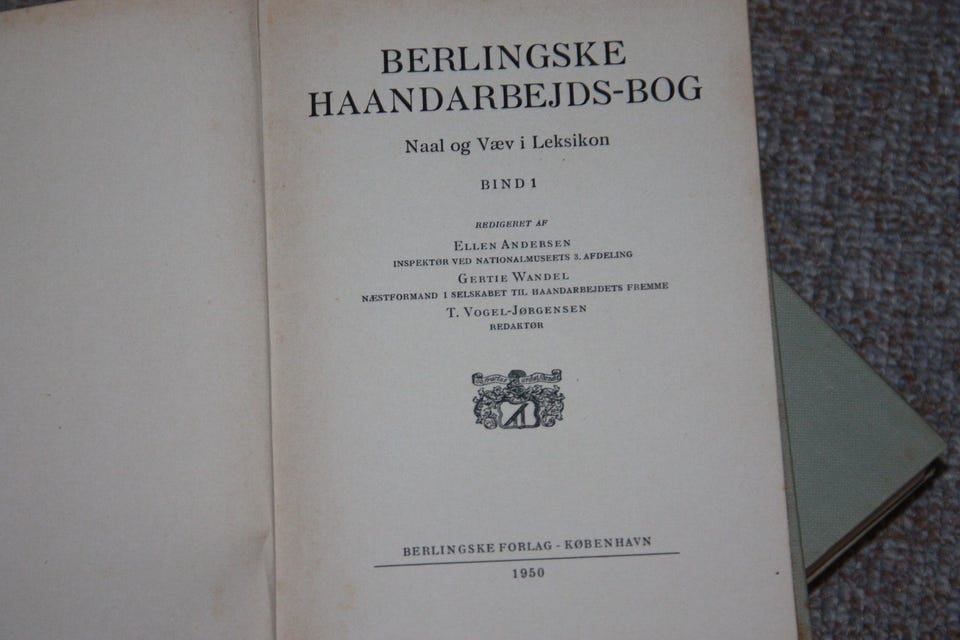 BERLINGSKE
HAANDARBEJDS-BOG
Naal og Væv i Leksikon
BIND 1
REDIGERET AF
ELLEN ANDERSEN
INSPEKTØR VED NATIONALMUSEETS 3. AFDELING
GERTIE WANDEL
NÆSTFORMAND I SELSKABET TIL HAANDARBEJDETS FREMME
T. VOGEL-JØRGENSEN
REDAKTØR
BERLINGSKE FORLAG - KØBENHAVN
1950